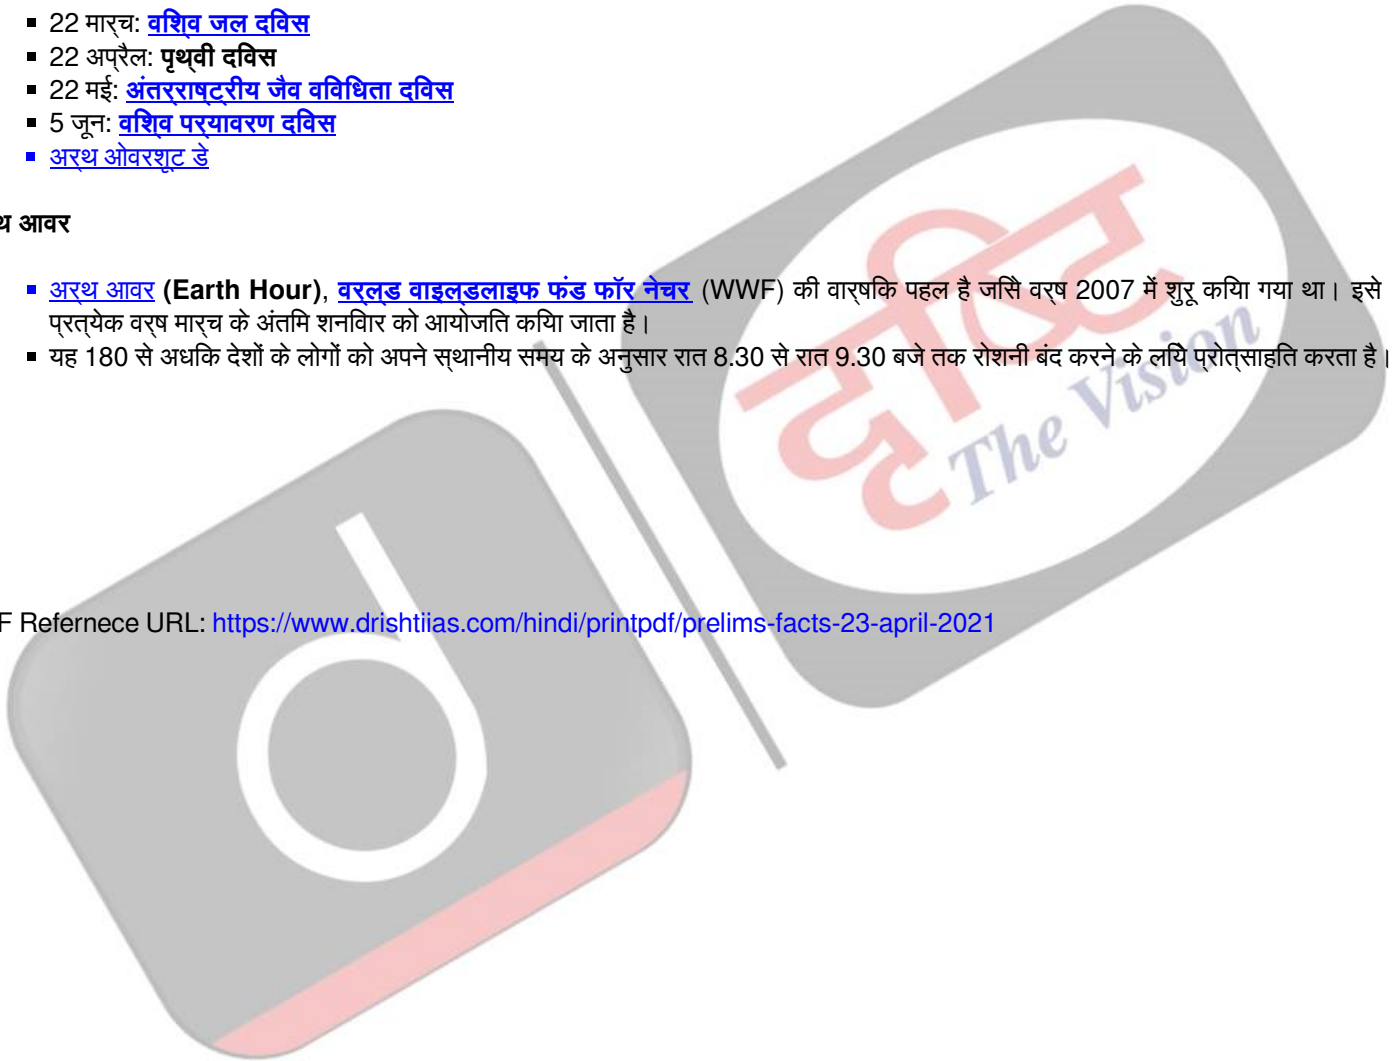 22 मार्च: विश्व जल दिवस
22 अप्रैल: पृथ्वी दिवस
22 मई: अंतर्राष्ट्रीय जैव विविधिता दिवस
5 जून: विश्व पर्यावरण दिवस
अर्थ ओवरशूट डे
थ आवर
अर्थ आवर (Earth Hour), वर्ल्ड वाइल्डलाइफ फंड फॉर नेचर (WWF) की वार्षिक पहल है जिसे वर्ष 2007 में शुरू किया गया था। इसे
प्रत्येक वर्ष मार्च के अंतिम शनिवार को आयोजित किया जाता है।
यह 180 से अधिक देशों के लोगों को अपने स्थानीय समय के अनुसार रात 8.30 से रात 9.30 बजे तक रोशनी बंद करने के लिये प्रोत्साहित करता है।
दृष्टि
The Vision
d
F Refernece URL: https://www.drishtiias.com/hindi/printpdf/prelims-facts-23-april-2021